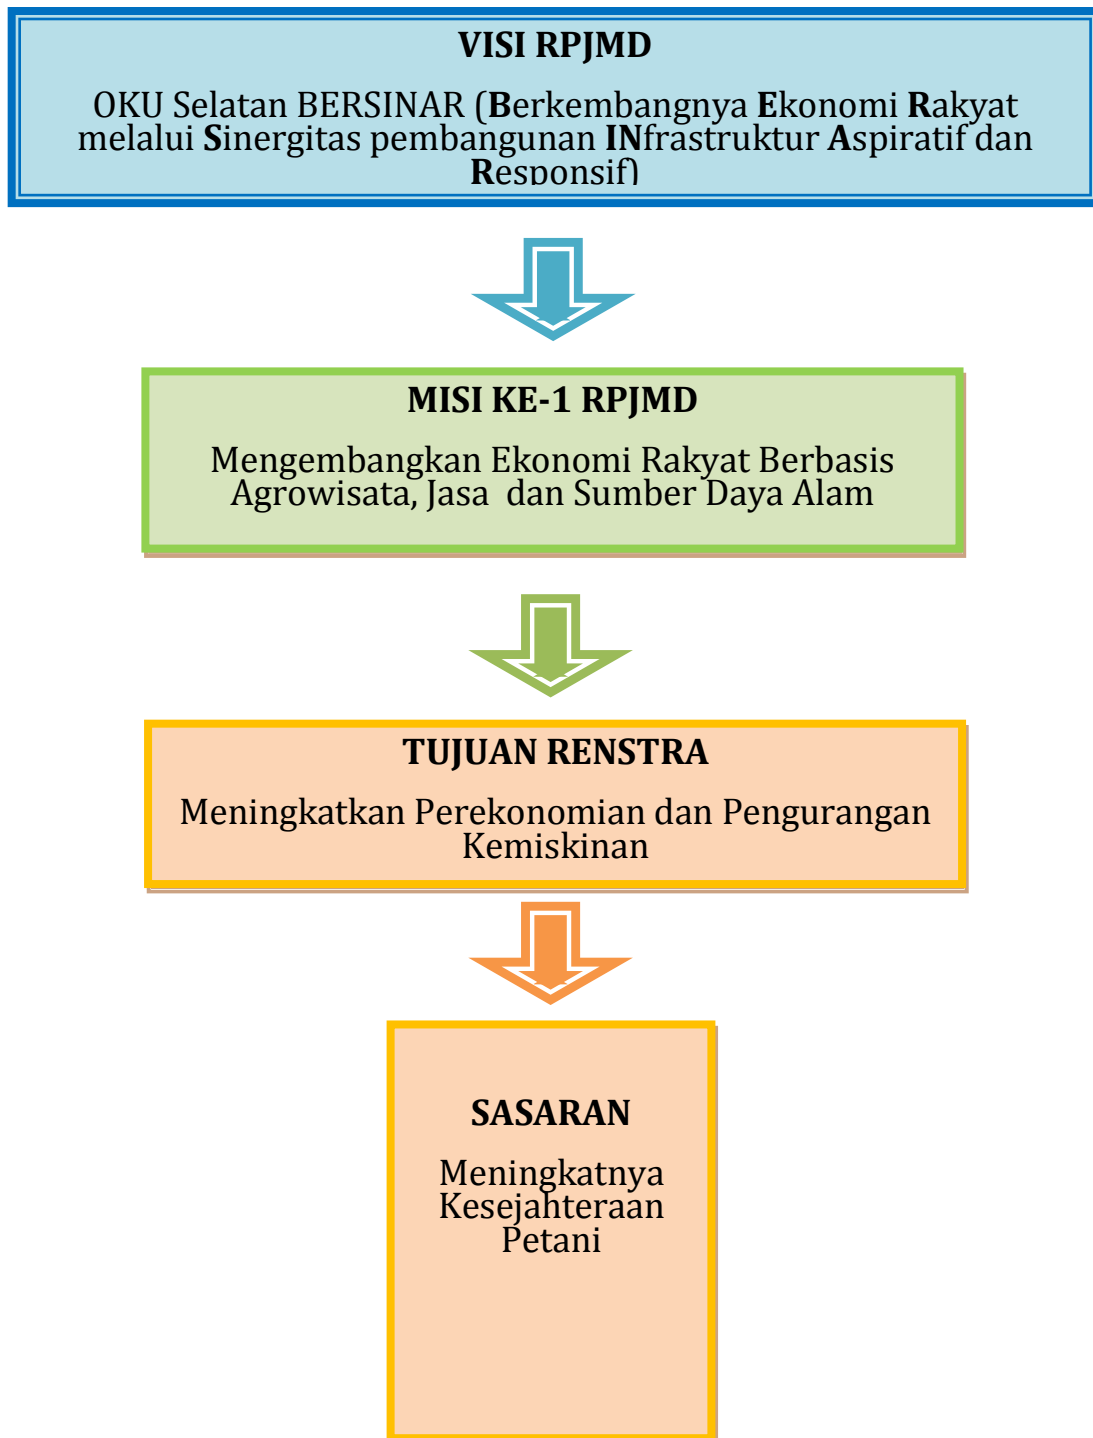 VISI RPJMD
OKU Selatan BERSINAR (Berkembangnya Ekonomi Rakyat
melalui Sinergitas pembangunan INfrastruktur Aspiratif dan
Responsif)
MISI KE-1 RPJMD
Mengembangkan Ekonomi Rakyat Berbasis
Agrowisata, Jasa  dan Sumber Daya Alam
TUJUAN RENSTRA
Meningkatkan Perekonomian dan Pengurangan
Kemiskinan
SASARAN
Meningkatnya
Kesejahteraan
Petani